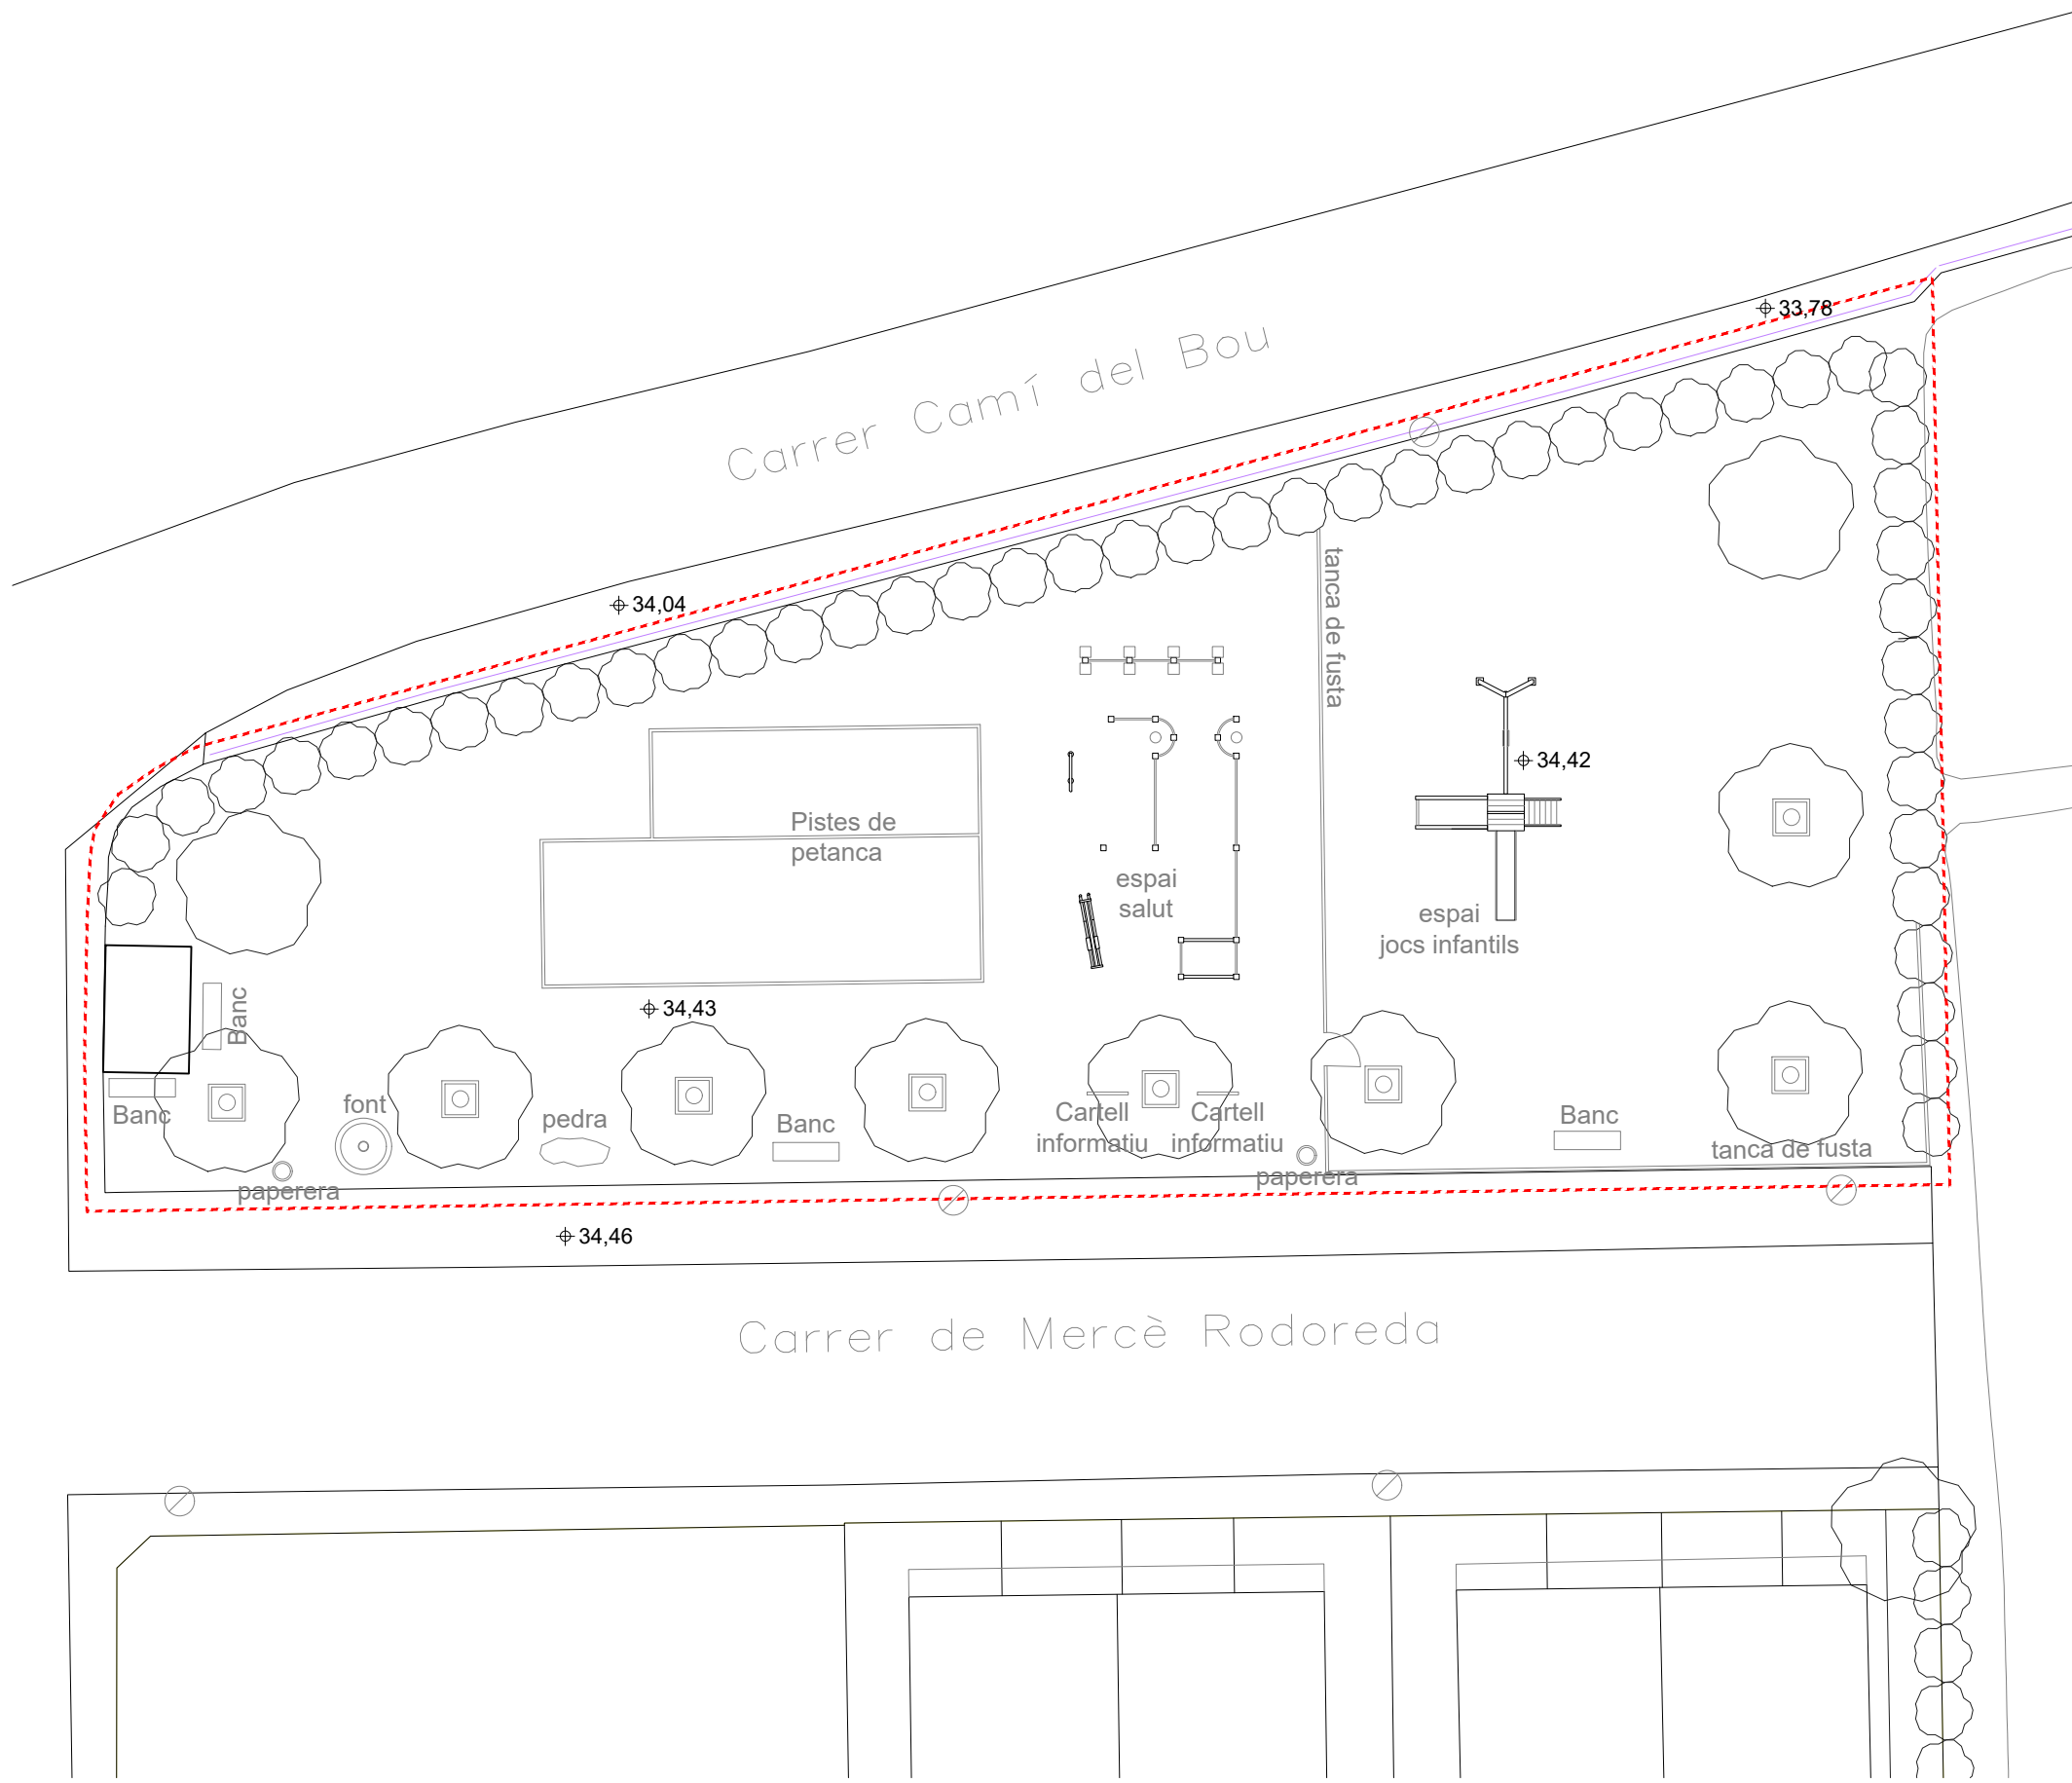 33,78
Carrer Camí del Bou
tanca de fusta
34,04
34,42
Pistes de
petanca
espai
salut
espai
jocs infantils
Banc
34,43
Banc
font
pedra
Banc
Cartell
informatiu
Cartell
informatiu
Banc
tanca de fusta
paperera
paperera
34,46
Carrer de Mercè Rodoreda